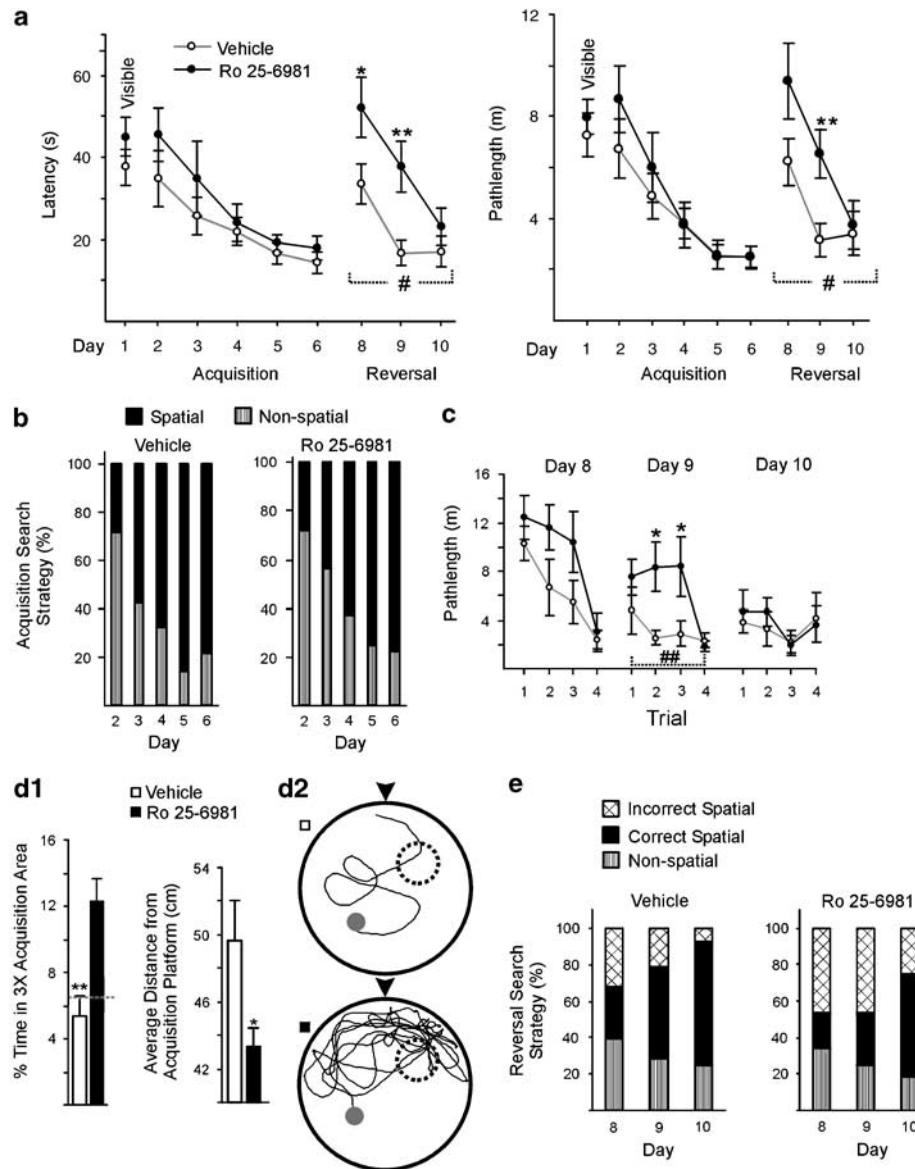 a
Vehicle
Ro 25-6981
Visible
Latency (s)
60
40
20
Day 1 2 3 4 5 6 8 9 10
Acquisition Reversal
* ** #
Visible
Pathlength (m)
12
8
4
Day 1 2 3 4 5 6 8 9 10
Acquisition Reversal
** #
b
Spatial Non-spatial
Vehicle Ro 25-6981
Acquisition Search
Strategy (%)
100 100
80 80
60 60
40 40
20 20
2 3 4 5 6 2 3 4 5 6
Day Day
c
Day 8 Day 9 Day 10
Pathlength (m)
16
12
8
4
* *
##
1 2 3 4 1 2 3 4 1 2 3 4
Trial
d1
Vehicle
Ro 25-6981
% Time in 3X Acquisition Area
16
12
8
4
**
Average Distance from
Acquisition Platform (cm)
54
50
46
42
*
d2
e
Incorrect Spatial
Correct Spatial
Non-spatial
Vehicle Ro 25-6981
Reversal Search
Strategy (%)
100 100
80 80
60 60
40 40
20 20
8 9 10 8 9 10
Day Day